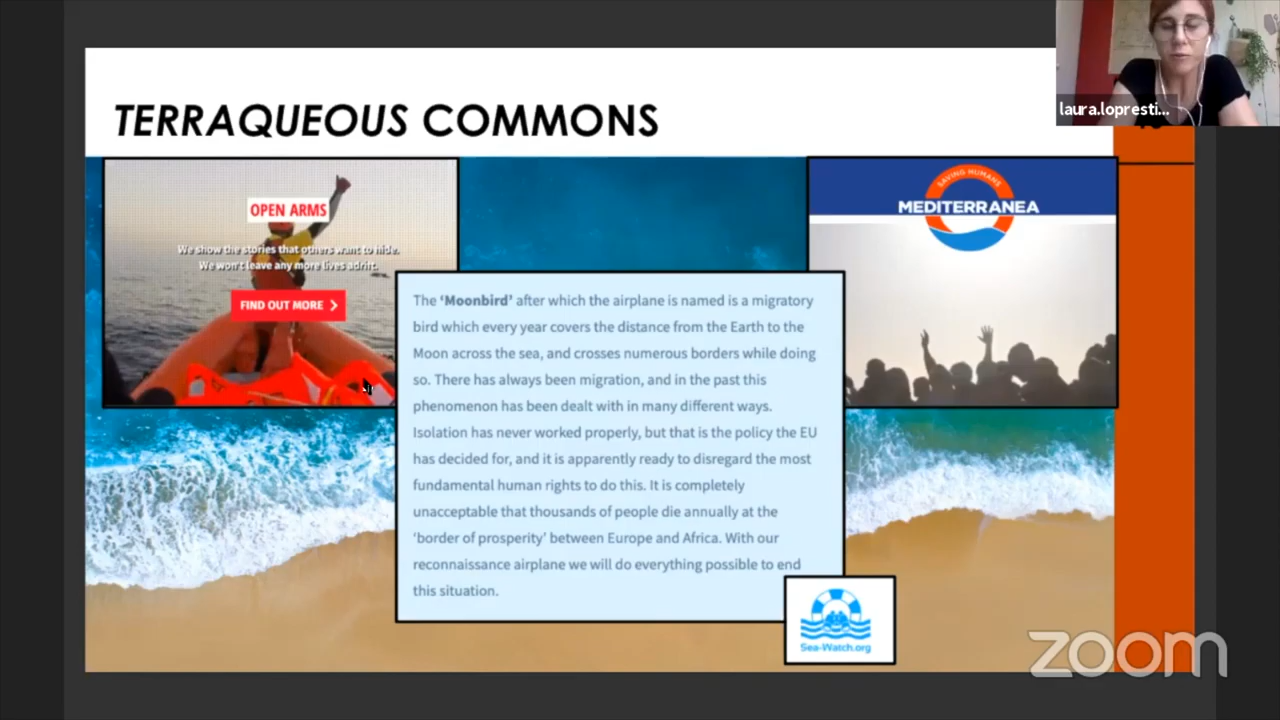 TERRAQUEOUS COMMONS
laura.lopresti...
OPEN ARMS
We show the stories that others want to hide.
We won't leave any more lives adrift.
FIND OUT MORE >
SAVING HUMANS
MEDITERRANEA
The ‘Moonbird’ after which the airplane is named is a migratory
bird which every year covers the distance from the Earth to the
Moon across the sea, and crosses numerous borders while doing
so. There has always been migration, and in the past this
phenomenon has been dealt with in many different ways.
Isolation has never worked properly, but that is the policy the EU
has decided for, and it is apparently ready to disregard the most
fundamental human rights to do this. It is completely
unacceptable that thousands of people die annually at the
‘border of prosperity’ between Europe and Africa. With our
reconnaissance airplane we will do everything possible to end
this situation.
Sea-Watch.org
zoom